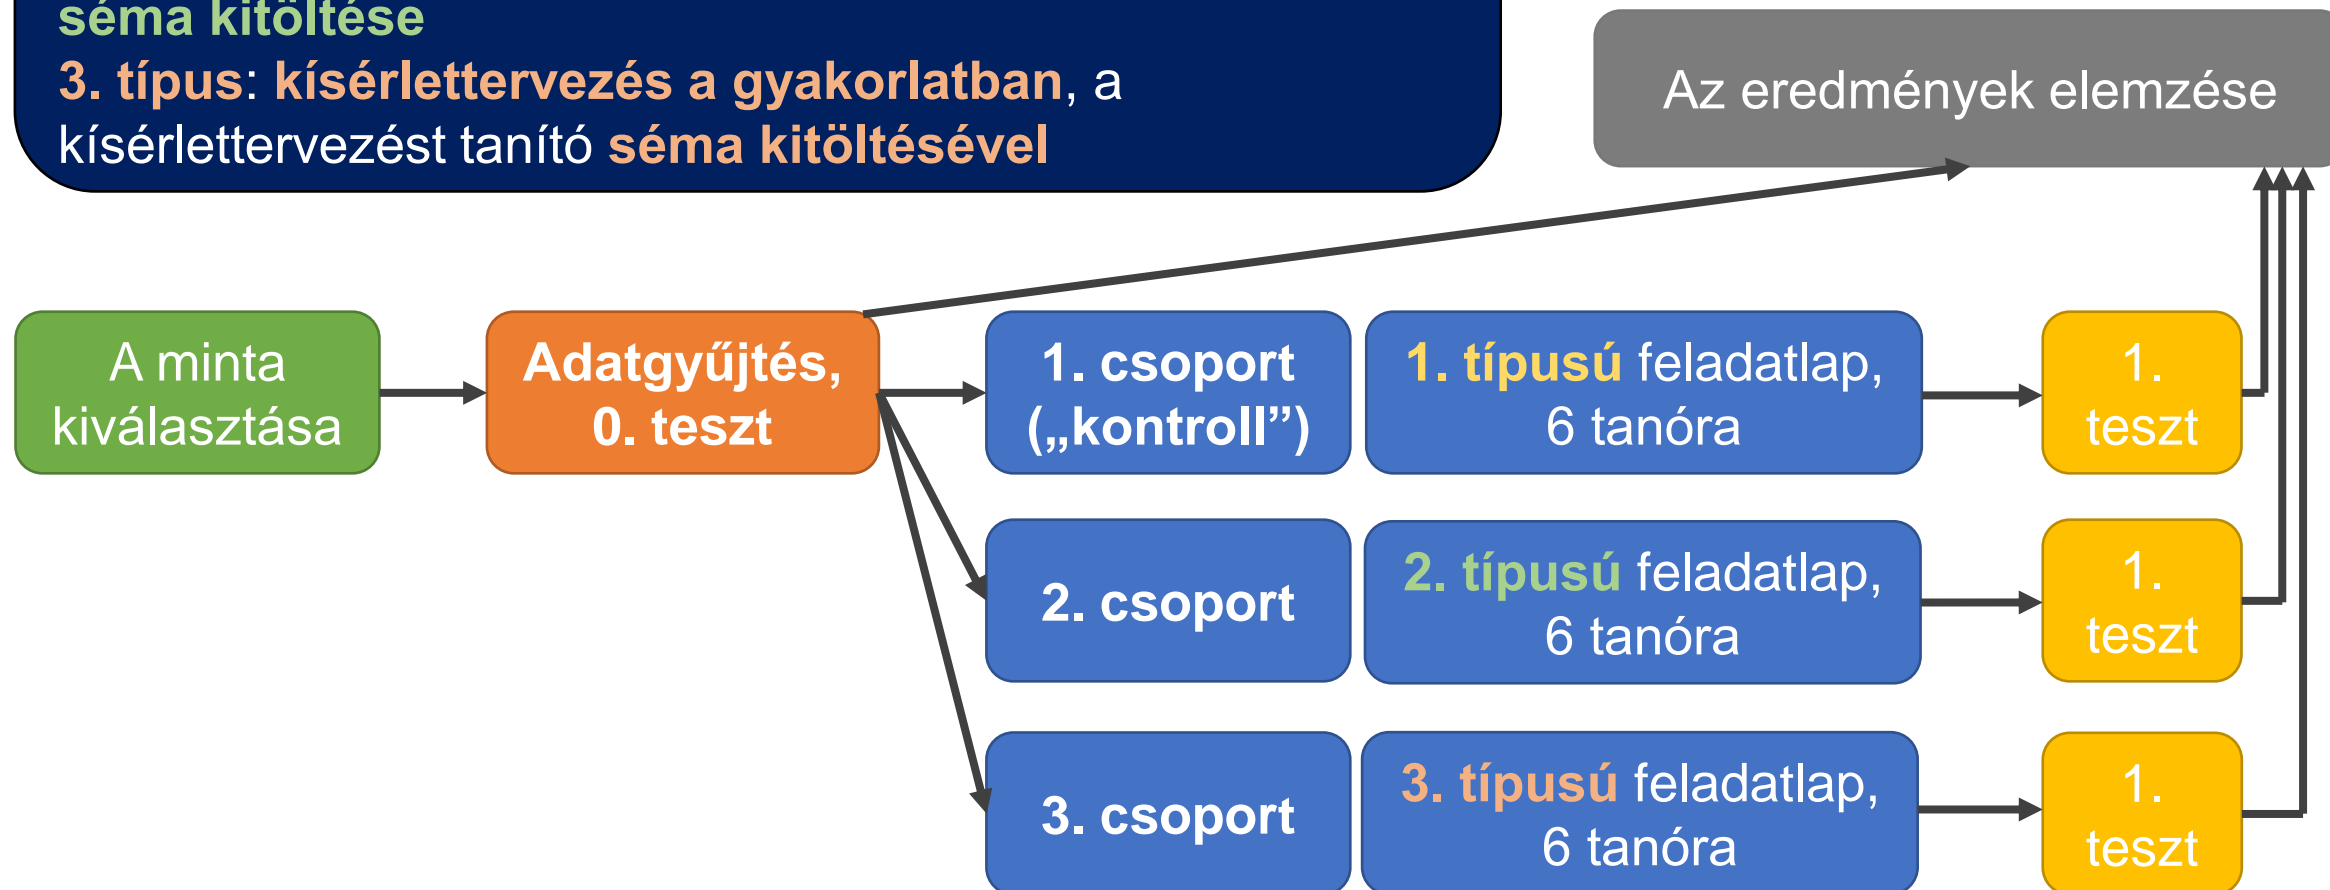 séma kitöltése
3. típus: kísérlettervezés a gyakorlatban, a
kísérlettervezést tanító séma kitöltésével
Az eredmények elemzése
A minta
kiválasztása
Adatgyűjtés,
0. teszt
1. csoport
(„kontroll”)
1. típusú feladatlap,
6 tanóra
1.
teszt
2. csoport
2. típusú feladatlap,
6 tanóra
1.
teszt
3. csoport
3. típusú feladatlap,
6 tanóra
1.
teszt